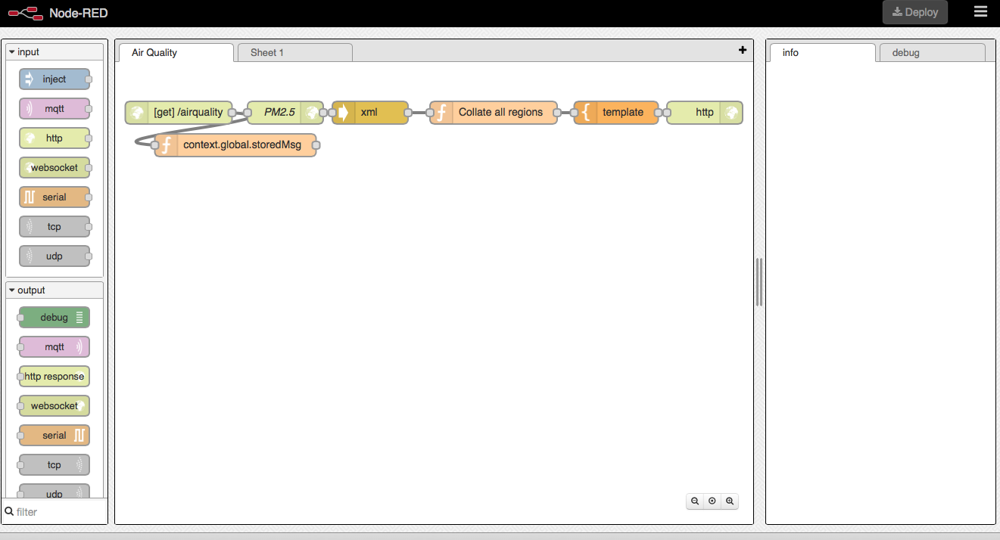 Node-RED
Deploy
input
inject
mqtt
http
websocket
serial
tcp
udp
output
debug
mqtt
http response
websocket
serial
tcp
udp
filter
Air Quality
Sheet 1
+
[get] /airquality
PM2.5
xml
Collate all regions
template
http
context.global.storedMsg
info
debug